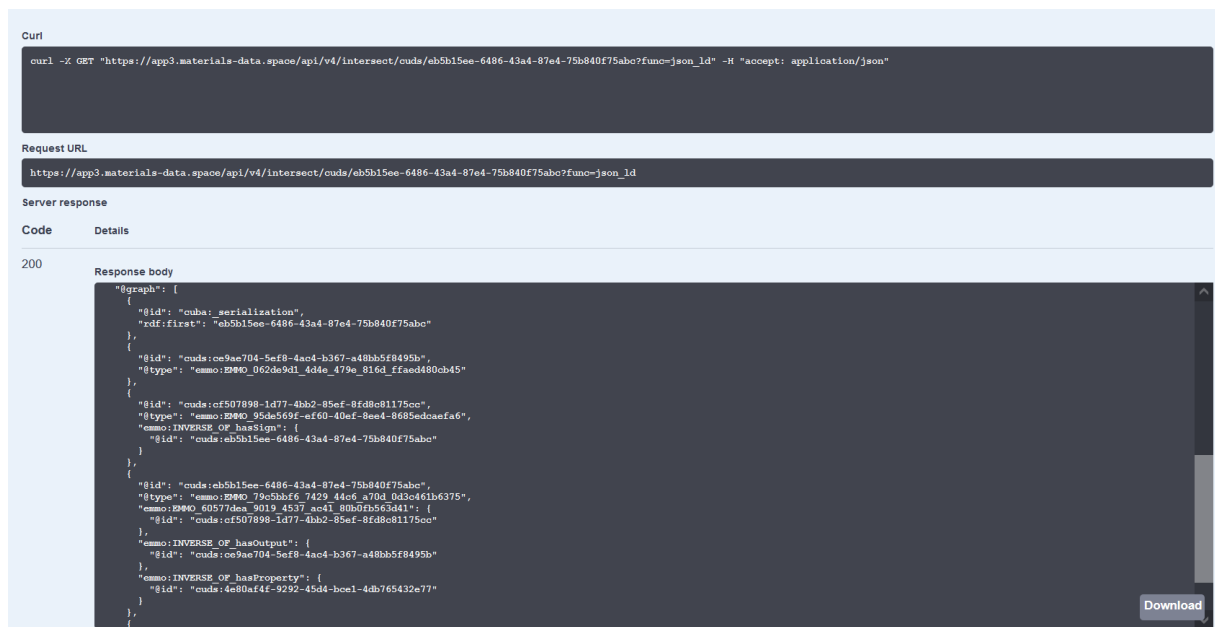 Curl
curl -X GET "https://app3.materials-data.space/api/v4/intersect/cuds/eb5b15ee-6486-43a4-87e4-75b840f75abc?func=json_ld" -H "accept: application/json"
Request URL
https://app3.materials-data.space/api/v4/intersect/cuds/eb5b15ee-6486-43a4-87e4-75b840f75abc?func=json_ld
Server response
Code Details
200
Response body
"@graph": [
{
"@id": "cuba:_serialization",
"rdf:first": "eb5b15ee-6486-43a4-87e4-75b840f75abc"
},
{
"@id": "cuds:ce9ae704-5ef8-4ac4-b367-a48bb5f8495b",
"@type": "emmo:EMMO_062de9d1_4d4e_479e_816d_ffaed480cb45"
},
{
"@id": "cuds:cf507898-1d77-4bb2-85ef-8fd8c81175cc",
"@type": "emmo:EMMO_95de569f-ef60-40ef-8ee4-8685edcaefa6",
"emmo:INVERSE_OF_hasSign": {
"@id": "cuds:eb5b15ee-6486-43a4-87e4-75b840f75abc"
}
},
{
"@id": "cuds:eb5b15ee-6486-43a4-87e4-75b840f75abc",
"@type": "emmo:EMMO_79c5bbf6_7429_44c6_a70d_0d3c461b6375",
"emmo:EMMO_60577dea_9019_4537_ac41_80b0fb563d41": {
"@id": "cuds:cf507898-1d77-4bb2-85ef-8fd8c81175cc"
},
"emmo:INVERSE_OF_hasOutput": {
"@id": "cuds:ce9ae704-5ef8-4ac4-b367-a48bb5f8495b"
},
"emmo:INVERSE_OF_hasProperty": {
"@id": "cuds:4e80af4f-9292-45d4-bce1-4db765432e77"
}
},
{
Download